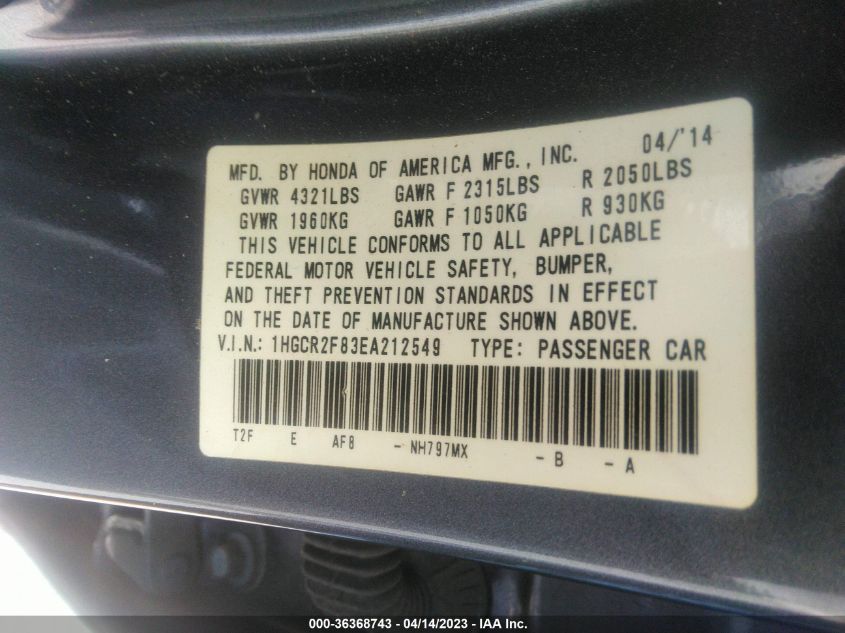 MFD. BY HONDA OF AMERICA MFG., INC. 04/'14
GVWR 4321LBS GAWR F 2315LBS R 2050LBS
GVWR 1960KG GAWR F 1050KG R 930KG
THIS VEHICLE CONFORMS TO ALL APPLICABLE
FEDERAL MOTOR VEHICLE SAFETY, BUMPER,
AND THEFT PREVENTION STANDARDS IN EFFECT
ON THE DATE OF MANUFACTURE SHOWN ABOVE.
V.I.N.: 1HGCR2F83EA212549 TYPE: PASSENGER CAR
T2F E AF8 - NH797MX - B - A
000-36368743 / 04/14/2023 - IAA Inc.